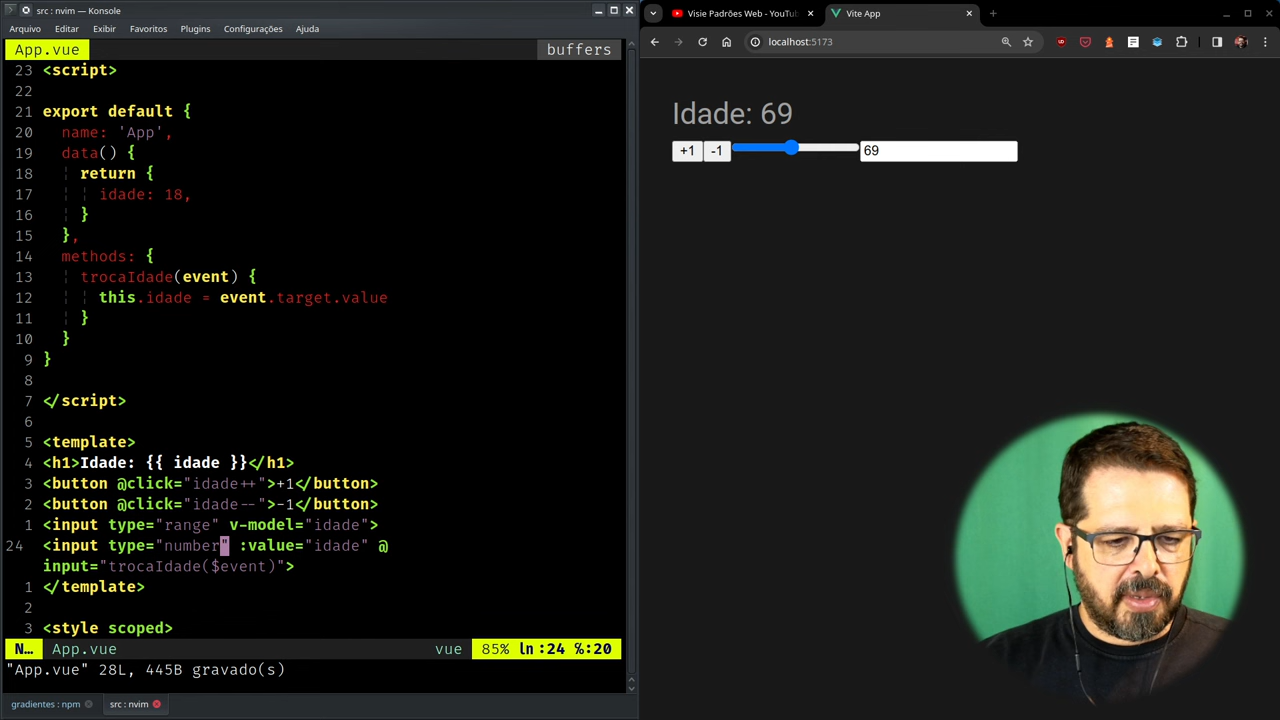 src : nvim — Konsole
Arquivo Editar Exibir Favoritos Plugins Configurações Ajuda
App.vue buffers
23 <script>
22
21 export default {
20 name: 'App',
19 data() {
18 return {
17 idade: 18,
16 }
15 },
14 methods: {
13 trocaIdade(event) {
12 this.idade = event.target.value
11 }
10 }
9 }
8
7 </script>
6
5 <template>
4 <h1>Idade: {{ idade }}</h1>
3 <button @click="idade++">+1</button>
2 <button @click="idade--">-1</button>
1 <input type="range" v-model="idade">
24 <input type="number" :value="idade" @
input="trocaIdade($event)">
1 </template>
2
3 <style scoped>
N… App.vue vue 85% ln:24 %:20
"App.vue" 28L, 445B gravado(s)
gradientes : npm src : nvim
Visie Padrões Web - YouTub Vite App
localhost:5173
Idade: 69
+1 -1 69